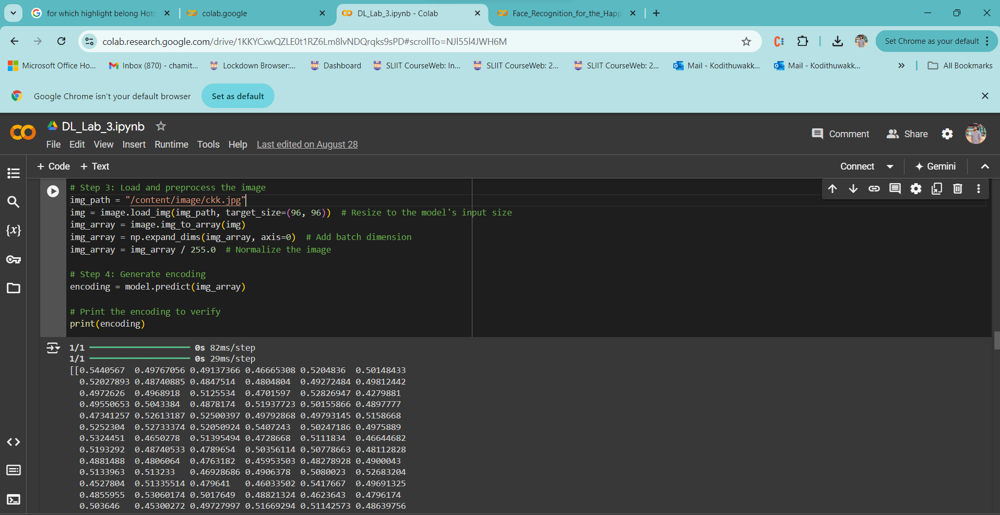 for which highlight belong Hote
colab.google
DL_Lab_3.ipynb - Colab
Face_Recognition_for_the_Happ
colab.research.google.com/drive/1KKYCxwQZLE0t1RZ6Lm8lvNDQrqks9sPD#scrollTo=NJl55l4JWH6M
Set Chrome as your default
Microsoft Office Ho...
Inbox (870) - chamit...
Lockdown Browser:...
Dashboard
SLIIT CourseWeb: In...
SLIIT CourseWeb: 2...
SLIIT CourseWeb: 2...
Mail - Kodithuwakk...
Mail - Kodithuwakk...
All Bookmarks
Google Chrome isn't your default browser
Set as default
DL_Lab_3.ipynb
File Edit View Insert Runtime Tools Help Last edited on August 28
Comment
Share
+ Code + Text
Connect
Gemini
# Step 3: Load and preprocess the image
img_path = "/content/image/ckk.jpg"
img = image.load_img(img_path, target_size=(96, 96))  # Resize to the model's input size
img_array = image.img_to_array(img)
img_array = np.expand_dims(img_array, axis=0)  # Add batch dimension
img_array = img_array / 255.0  # Normalize the image
# Step 4: Generate encoding
encoding = model.predict(img_array)
# Print the encoding to verify
print(encoding)
1/1 0s 82ms/step
1/1 0s 29ms/step
[[0.5440567  0.49767056 0.49137366 0.46665308 0.5204836  0.50148433
0.52027893 0.48740885 0.4847514  0.4804804  0.49272484 0.49812442
0.4972626  0.4968918  0.5125534  0.4701597  0.52826947 0.4279881
0.49550653 0.5043384  0.4878174  0.51937723 0.50155866 0.4897777
0.47341257 0.52613187 0.52500397 0.49792868 0.49793145 0.5158668
0.5252304  0.52733374 0.52050924 0.5407243  0.50247186 0.4975889
0.5324451  0.4650278  0.51395494 0.4728668  0.5111834  0.46644682
0.5193292  0.48740533 0.4789654  0.50356114 0.50778663 0.48112828
0.4881488  0.4806064  0.4763182  0.45953503 0.48278928 0.4900043
0.5133963  0.513233   0.46928686 0.4906378  0.5080023  0.52683204
0.4527804  0.51335514 0.479641   0.46033502 0.5417667  0.49691325
0.4855955  0.53060174 0.5017649  0.48821324 0.4623643  0.4796174
0.503646   0.45300272 0.49727997 0.51669294 0.51142573 0.48639756